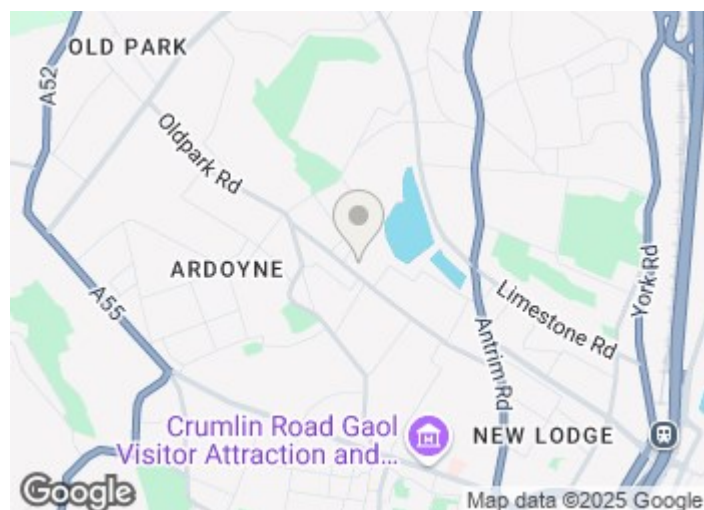 OLD PARK
A52
Oldpark Rd
ARDOYNE
A55
Limestone Rd
York Rd
Antrim Rd
Crumlin Road Gaol
Visitor Attraction and...
NEW LODGE
Google
Map data ©2025 Google